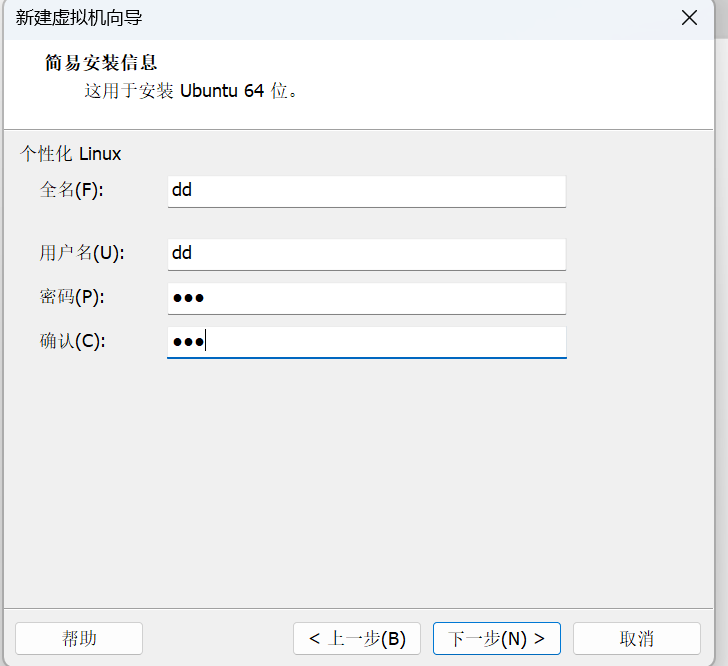 新建虚拟机向导
简易安装信息
这用于安装 Ubuntu 64 位。
个性化 Linux
全名(F): dd
用户名(U): dd
密码(P): ●●●
确认(C): ●●●
帮助 < 上一步(B) 下一步(N) > 取消